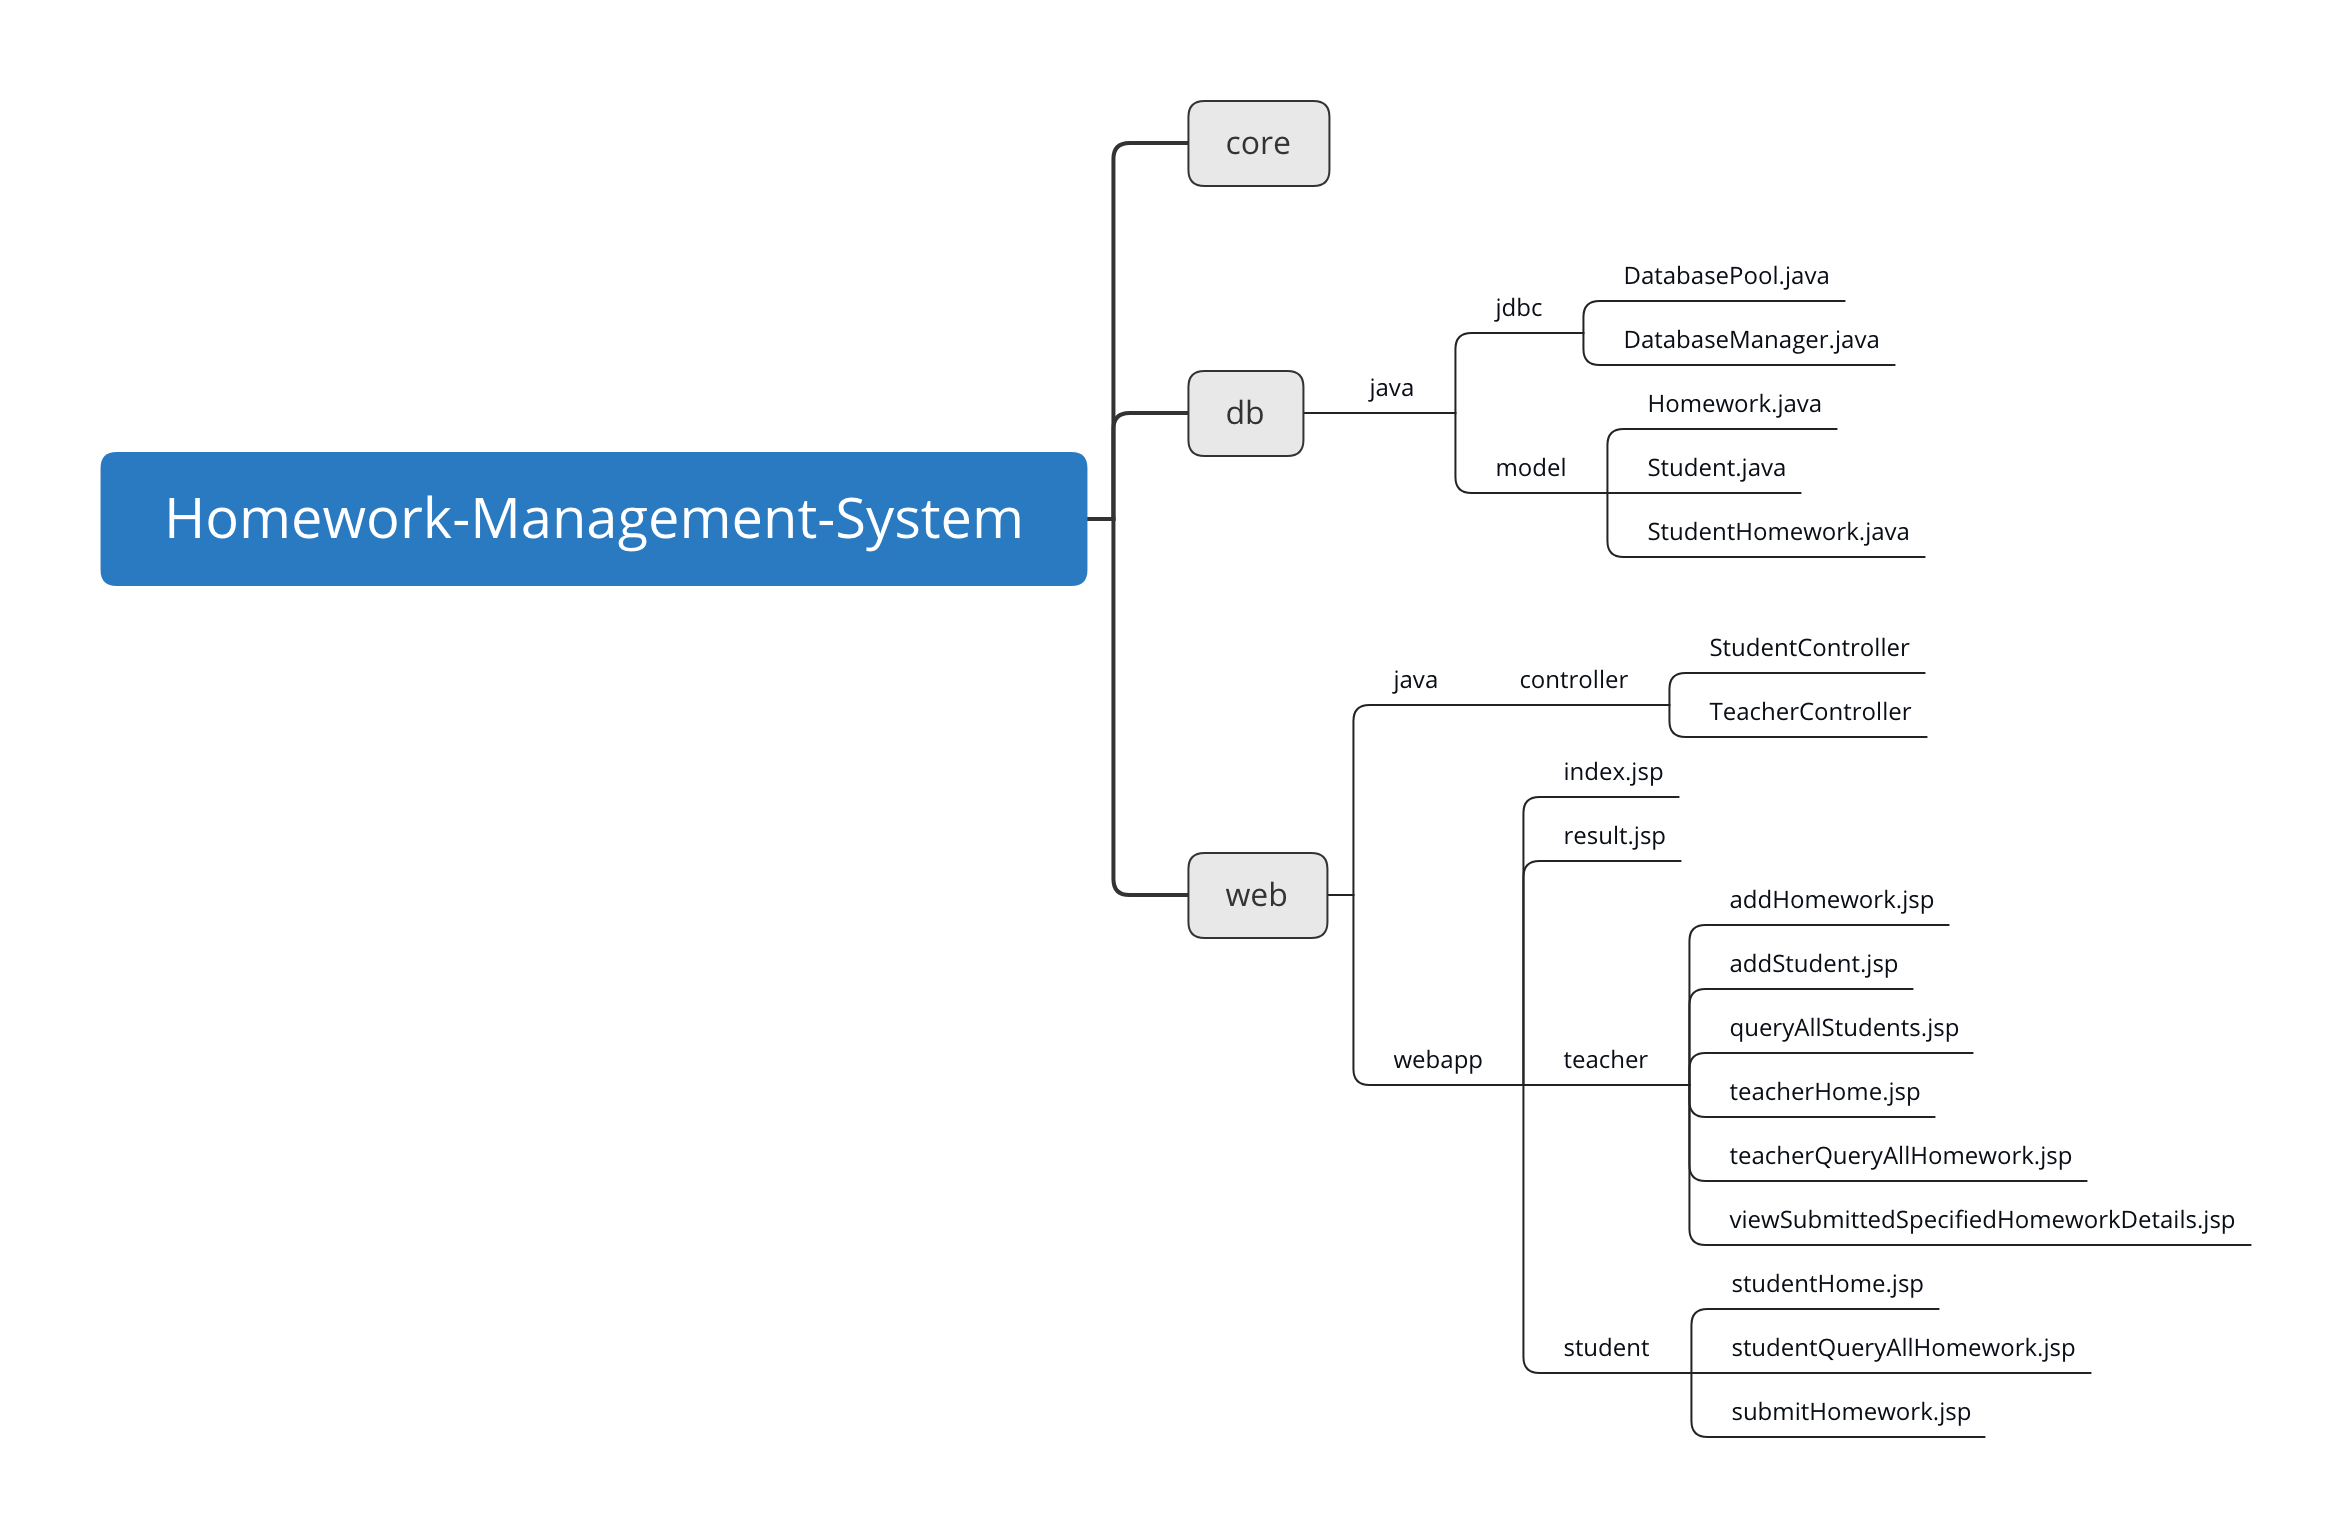 Homework-Management-System
core
db
java
jdbc
DatabasePool.java
DatabaseManager.java
model
Homework.java
Student.java
StudentHomework.java
web
java
controller
StudentController
TeacherController
webapp
index.jsp
result.jsp
teacher
addHomework.jsp
addStudent.jsp
queryAllStudents.jsp
teacherHome.jsp
teacherQueryAllHomework.jsp
viewSubmittedSpecifiedHomeworkDetails.jsp
student
studentHome.jsp
studentQueryAllHomework.jsp
submitHomework.jsp